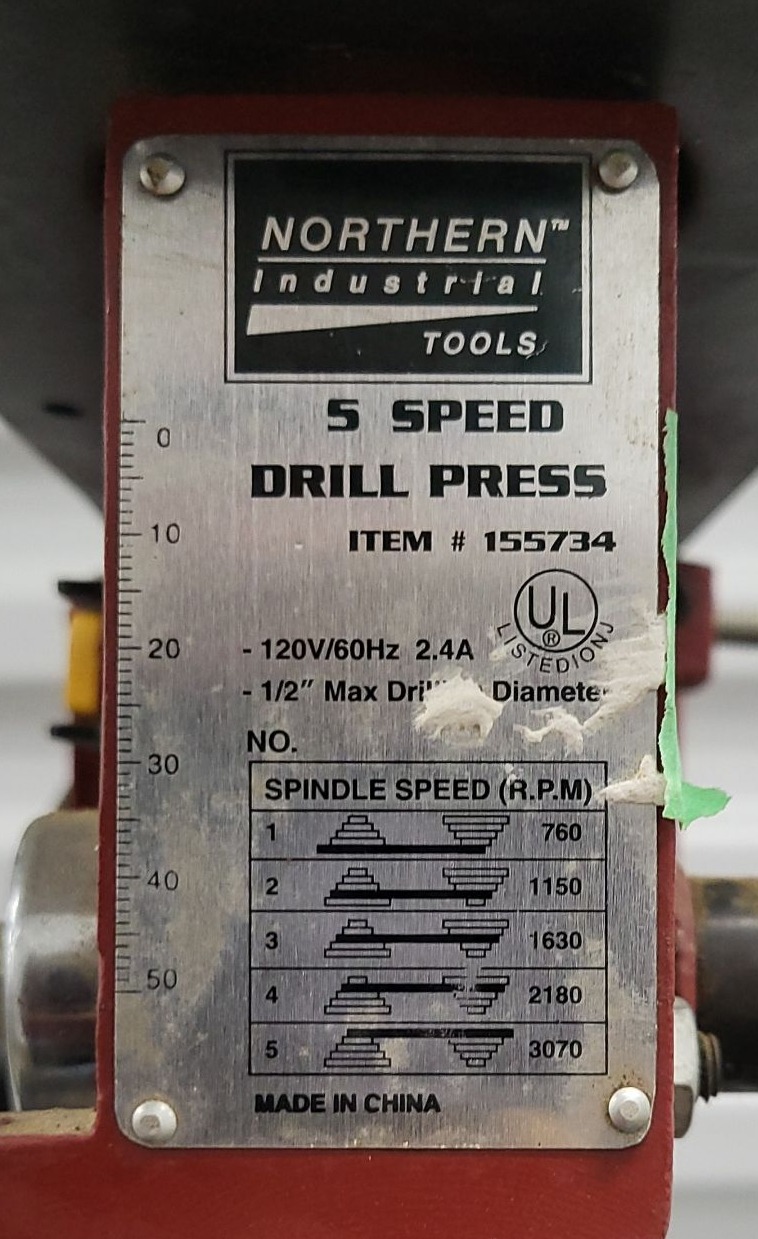 NORTHERN™
Industrial
TOOLS
5 SPEED
DRILL PRESS
ITEM # 155734
UL
®
LISTEDIONJ
- 120V/60Hz 2.4A
- 1/2″ Max Diameter
NO.
SPINDLE SPEED (R.P.M)
1 760
2 1150
3 1630
4 2180
5 3070
MADE IN CHINA
0
10
20
30
40
50